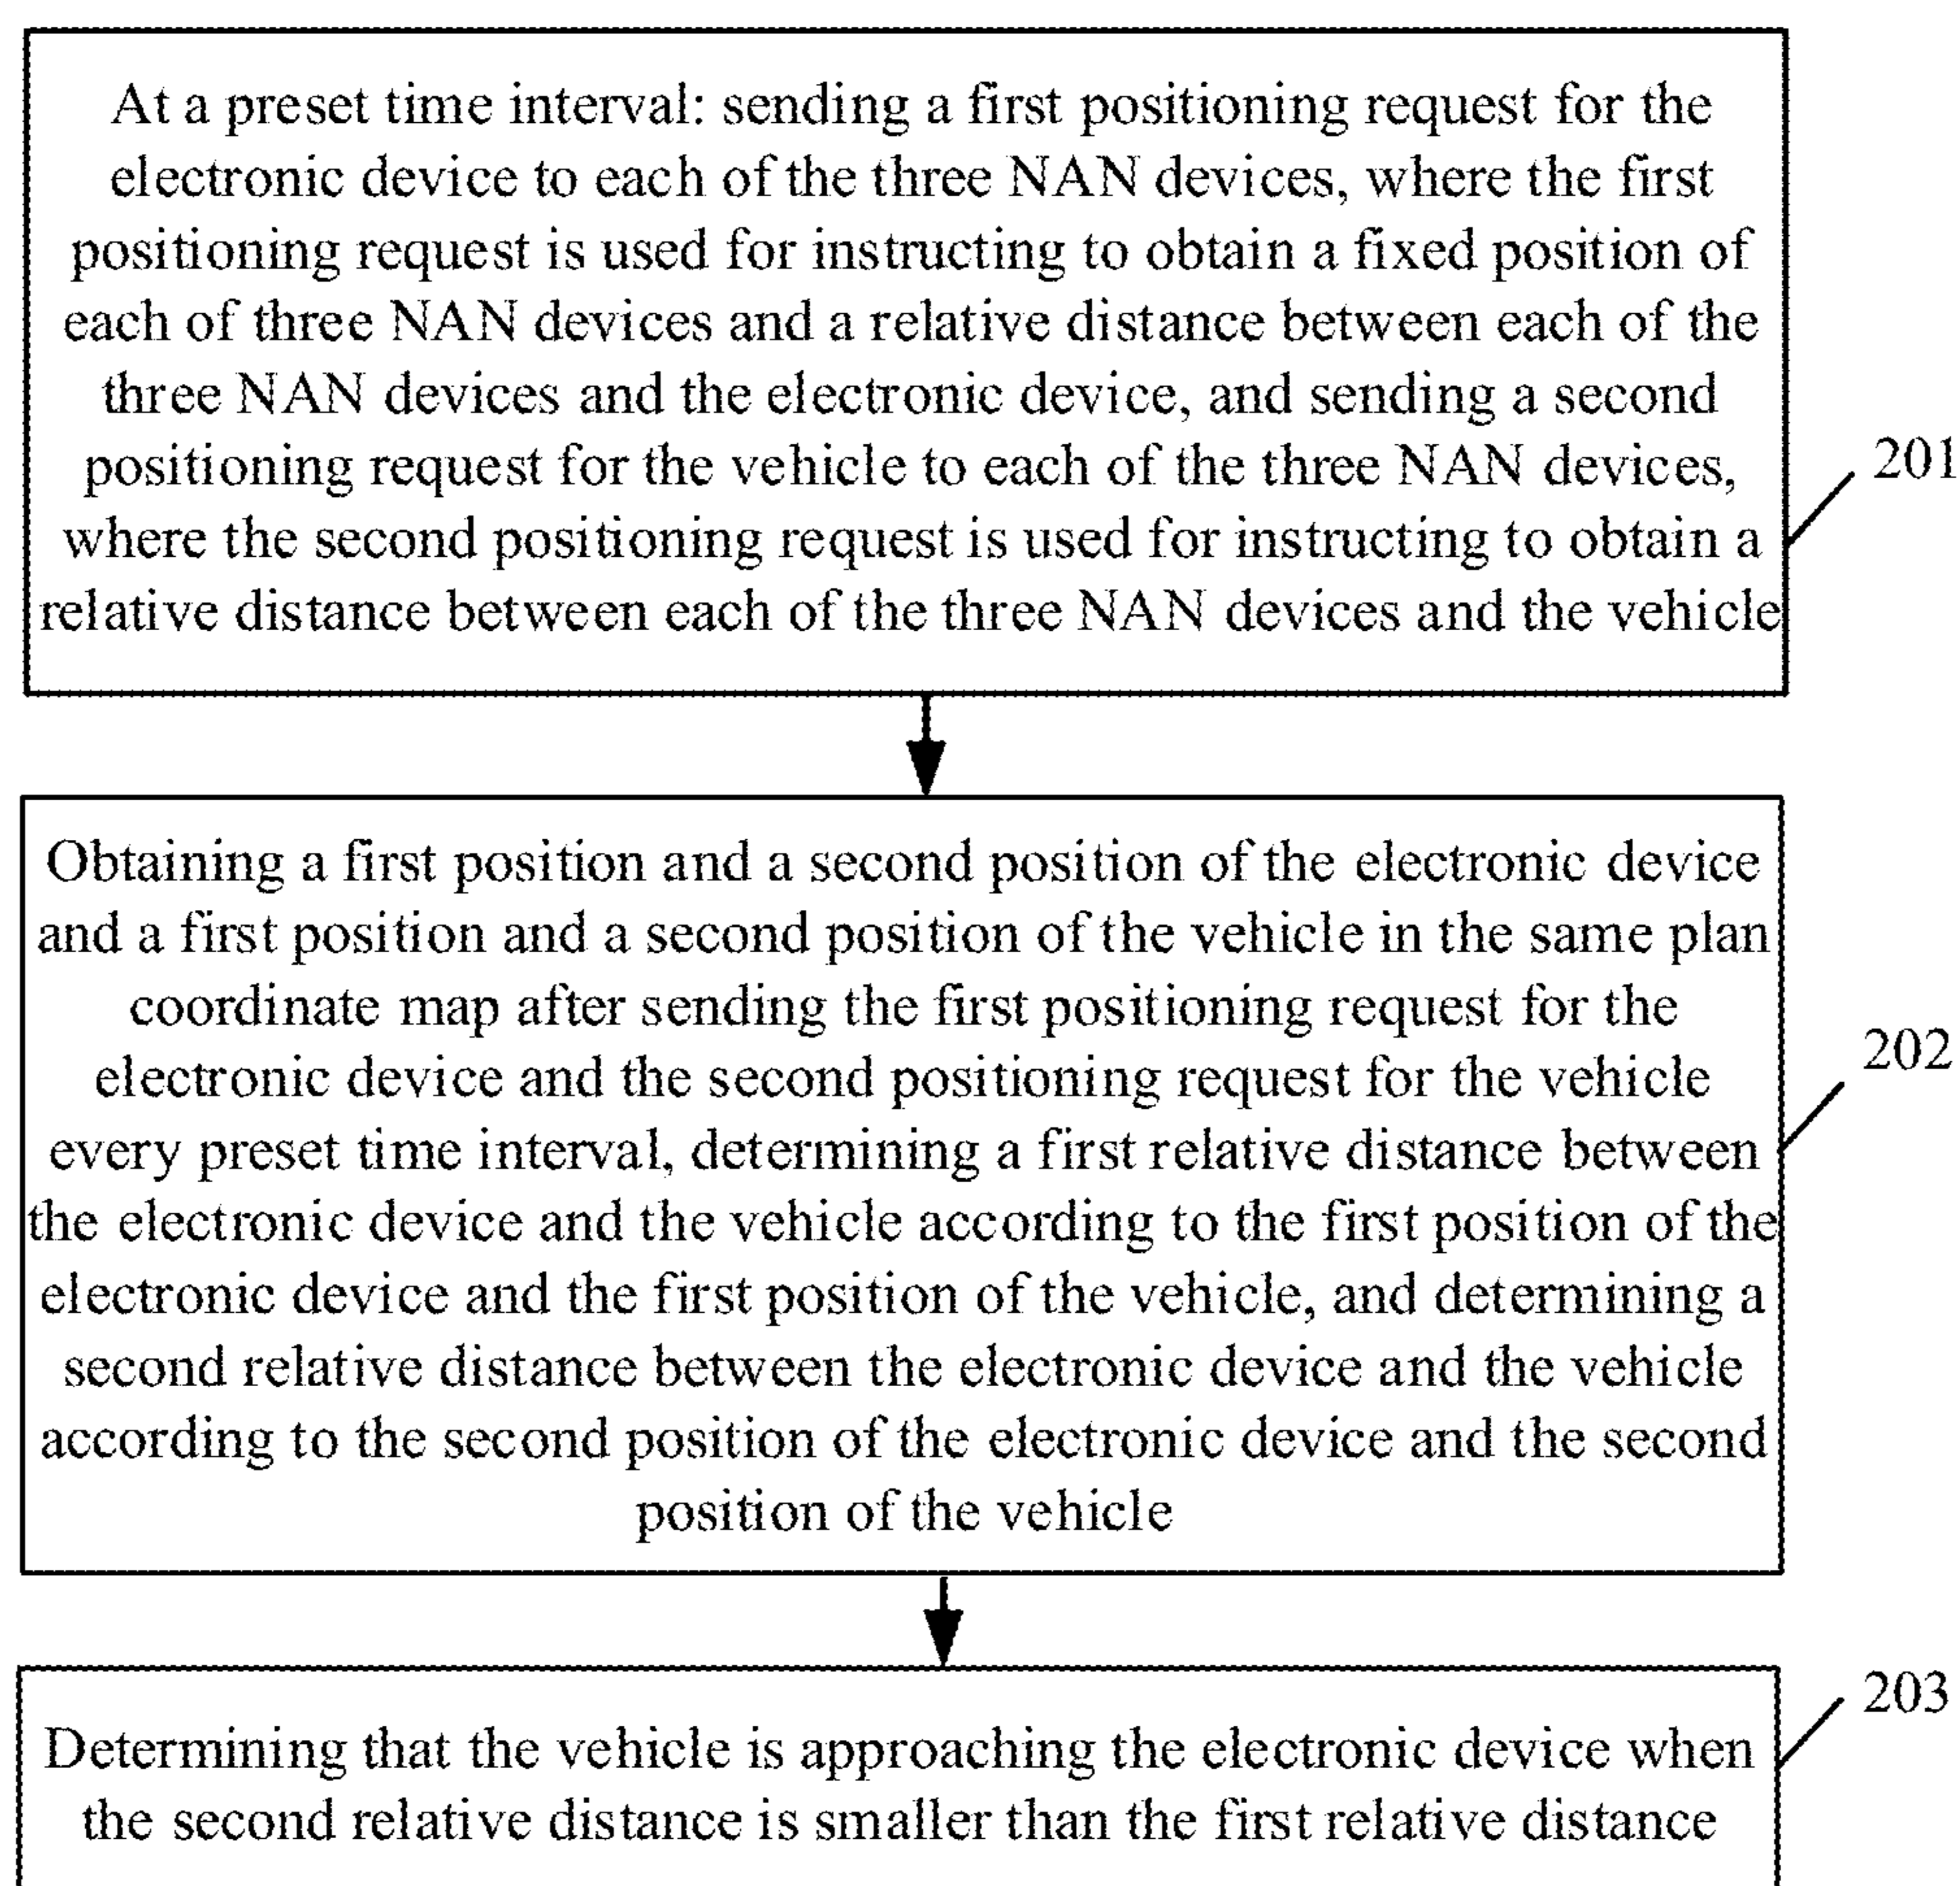 At a preset time interval: sending a first positioning request for the
electronic device to each of the three NAN devices, where the first
positioning request is used for instructing to obtain a fixed position of
each of three NAN devices and a relative distance between each of the
three NAN devices and the electronic device, and sending a second
positioning request for the vehicle to each of the three NAN devices,
where the second positioning request is used for instructing to obtain a
relative distance between each of the three NAN devices and the vehicle
201
Obtaining a first position and a second position of the electronic device
and a first position and a second position of the vehicle in the same plan
coordinate map after sending the first positioning request for the
electronic device and the second positioning request for the vehicle
every preset time interval, determining a first relative distance between
the electronic device and the vehicle according to the first position of the
electronic device and the first position of the vehicle, and determining a
second relative distance between the electronic device and the vehicle
according to the second position of the electronic device and the second
position of the vehicle
202
Determining that the vehicle is approaching the electronic device when
the second relative distance is smaller than the first relative distance
203